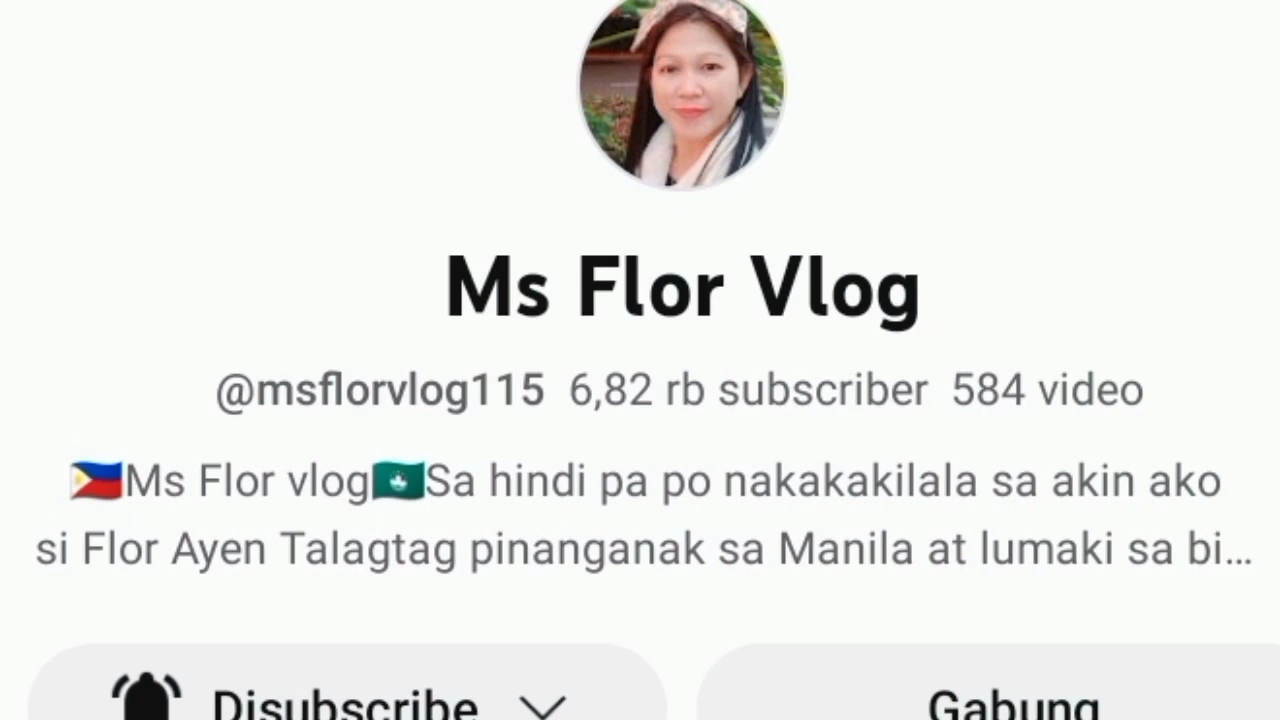 Ms Flor Vlog
@msflorvlog115 6,82 rb subscriber 584 video
🇵🇭Ms Flor vlog🇲🇴Sa hindi pa po nakakakilala sa akin ako
si Flor Ayen Talagtag pinanganak sa Manila at lumaki sa bi...
Disubscribe
Gabung